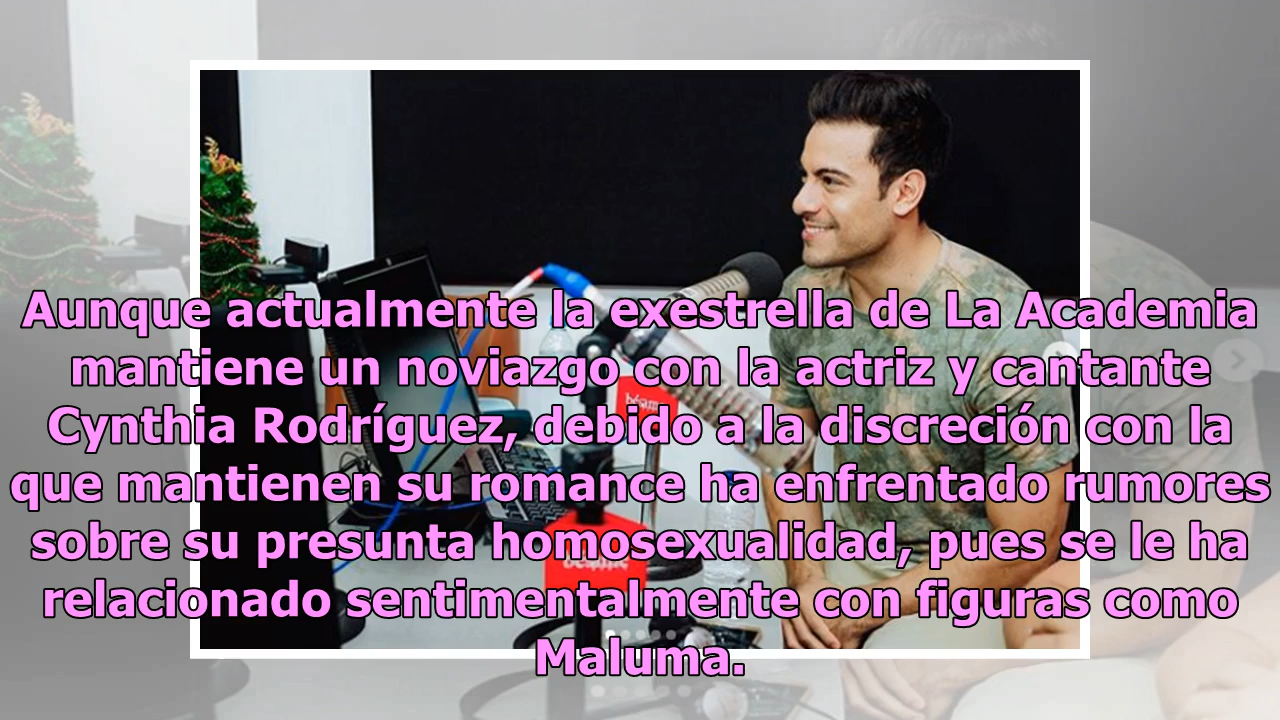 Aunque actualmente la exestrella de La Academia
mantiene un noviazgo con la actriz y cantante
Cynthia Rodríguez, debido a la discreción con la
que mantienen su romance ha enfrentado rumores
sobre su presunta homosexualidad, pues se le ha
relacionado sentimentalmente con figuras como
Maluma.